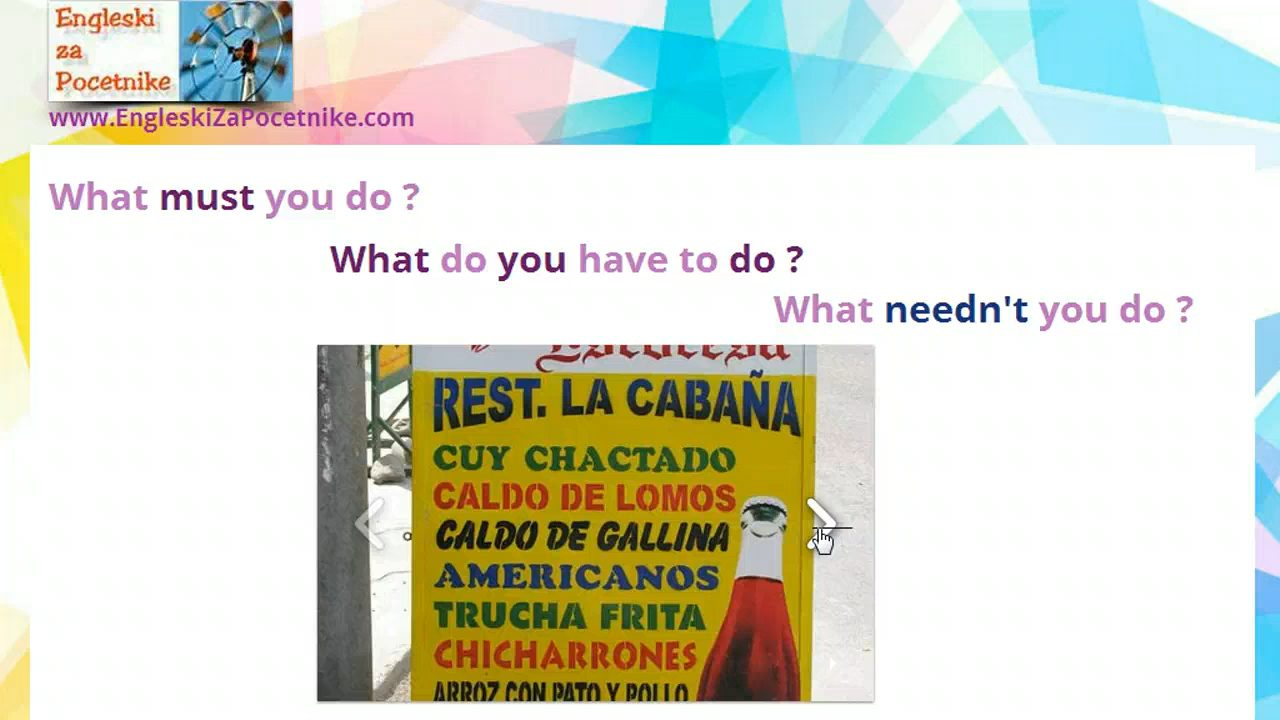 Engleski
za
Pocetnike
www.EngleskiZaPocetnike.com
What must you do ?
What do you have to do ?
What needn't you do ?
Escocesa
REST. LA CABAÑA
CUY CHACTADO
CALDO DE LOMOS
CALDO DE GALLINA
AMERICANOS
TRUCHA FRITA
CHICHARRONES
ARROZ CON PATO Y POLLO